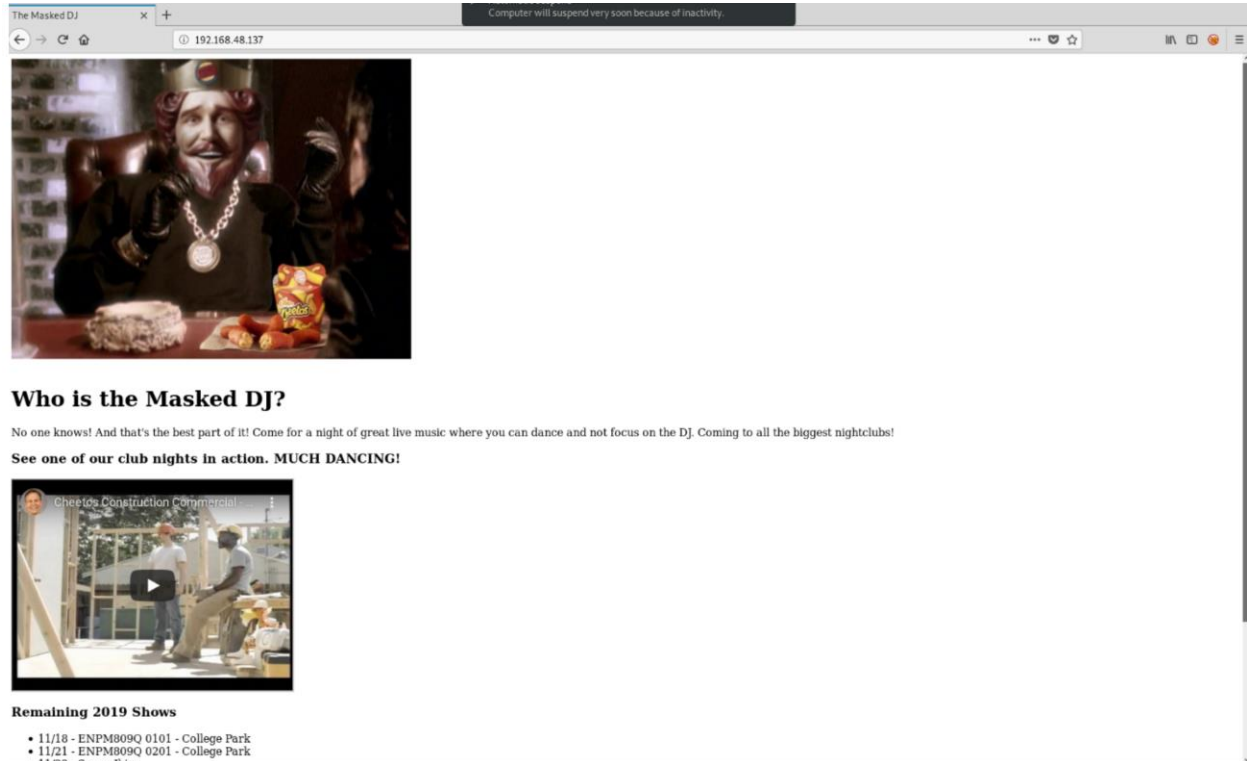 The Masked DJ
Computer will suspend very soon because of inactivity.
192.168.48.137
Cheetos
Who is the Masked DJ?
No one knows! And that's the best part of it! Come for a night of great live music where you can dance and not focus on the DJ. Coming to all the biggest nightclubs!
See one of our club nights in action. MUCH DANCING!
Cheetos Construction Commercial - ...
Remaining 2019 Shows
• 11/18 - ENPM809Q 0101 - College Park
• 11/21 - ENPM809Q 0201 - College Park